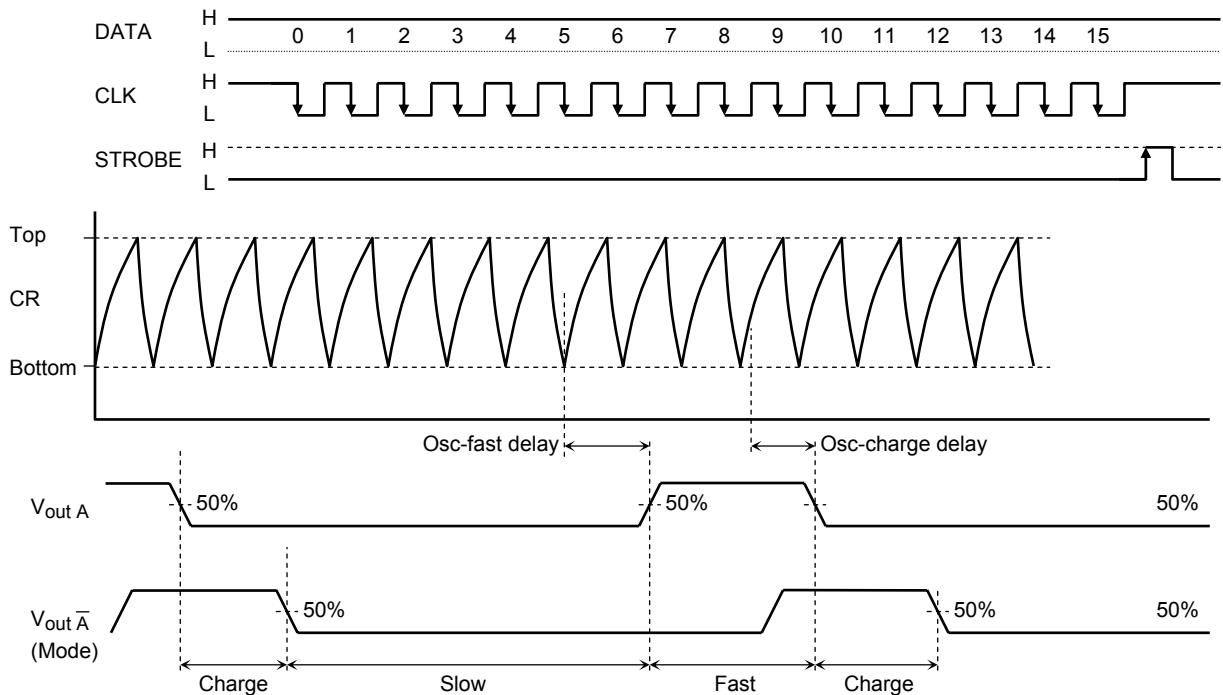 H
DATA 0 1 2 3 4 5 6 7 8 9 10 11 12 13 14 15
L
H
CLK
L
H
STROBE
L
Top
CR
Bottom
Osc-fast delay Osc-charge delay
Vout A 50% 50% 50%
Vout A̅ 50% 50% 50%
(Mode)
Charge Slow Fast Charge